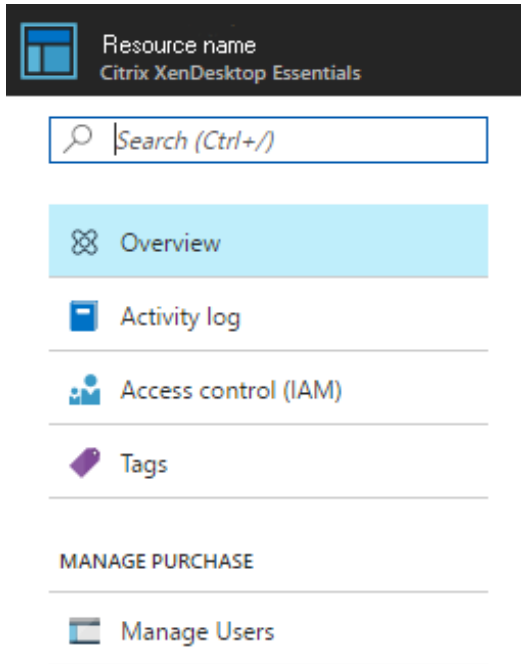 Resource name
Citrix XenDesktop Essentials
Search (Ctrl+/)
Overview
Activity log
Access control (IAM)
Tags
MANAGE PURCHASE
Manage Users